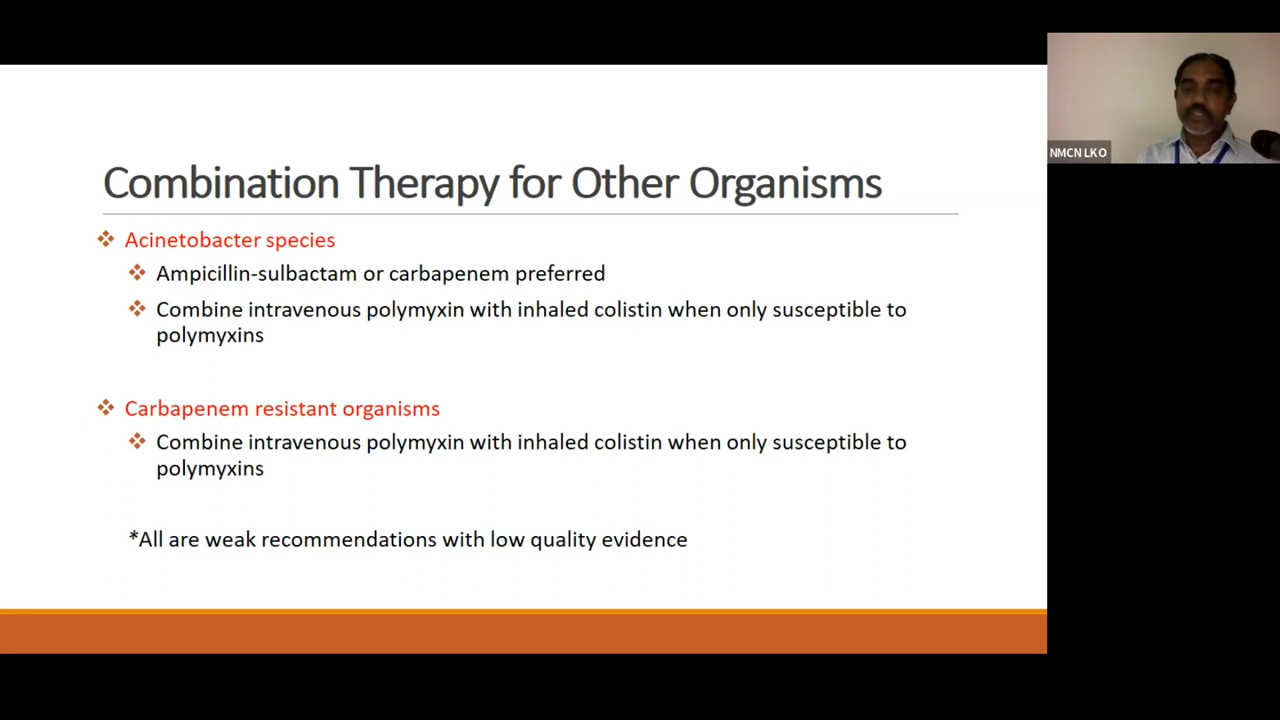 Combination Therapy for Other Organisms
Acinetobacter species
Ampicillin-sulbactam or carbapenem preferred
Combine intravenous polymyxin with inhaled colistin when only susceptible to
polymyxins
Carbapenem resistant organisms
Combine intravenous polymyxin with inhaled colistin when only susceptible to
polymyxins
*All are weak recommendations with low quality evidence
NMCN LKO